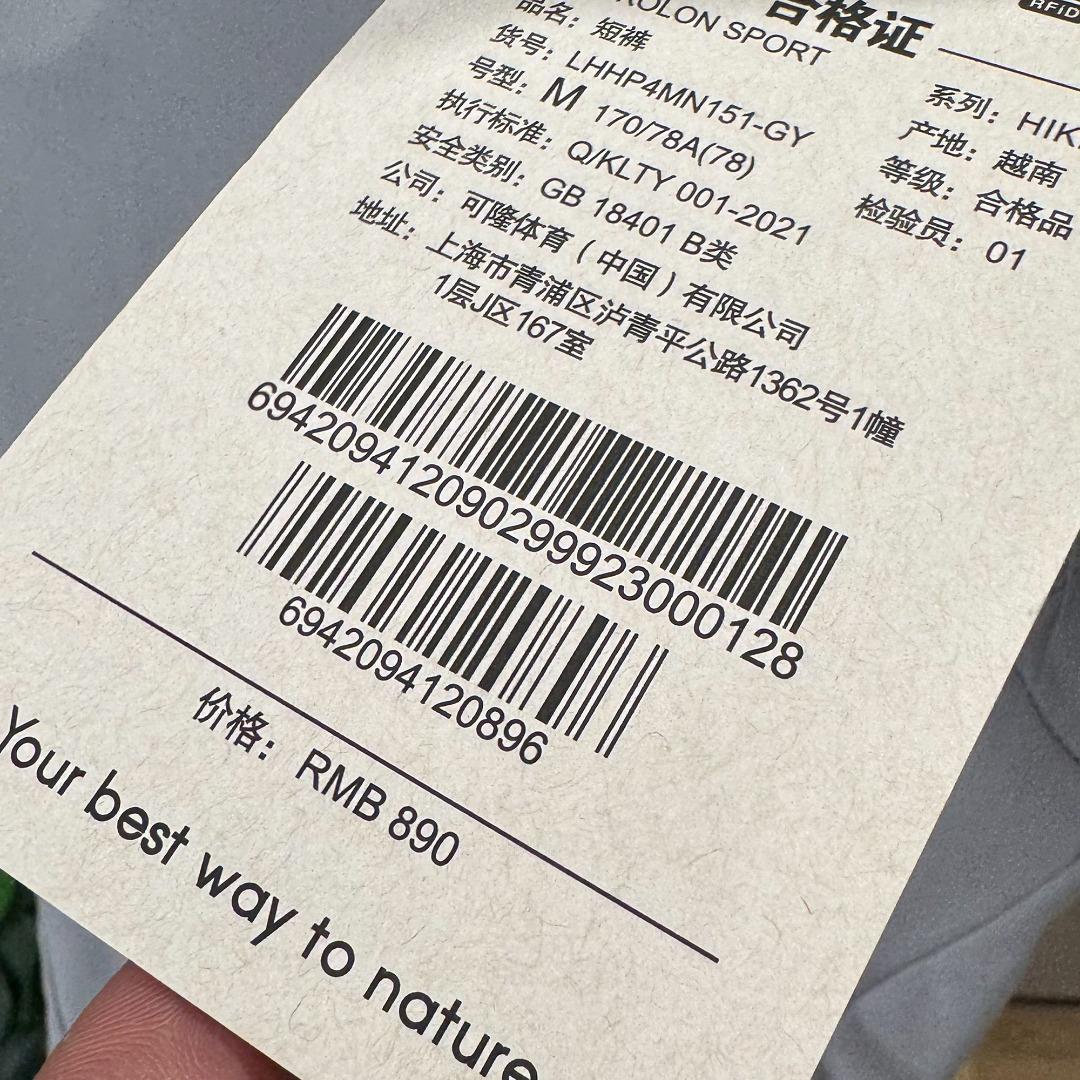 RFID
合格证
KOLON SPORT
品名：短裤
货号：LHHP4MN151-GY
号型：M 170/78A(78)
执行标准：Q/KLTY 001-2021
安全类别：GB 18401 B类
公司：可隆体育（中国）有限公司
地址：上海市青浦区泸青平公路1362号1幢
1层J区167室
系列：HIK
产地：越南
等级：合格品
检验员：01
694209412090299923000128
6942094120896
价格：RMB 890
Your best way to nature